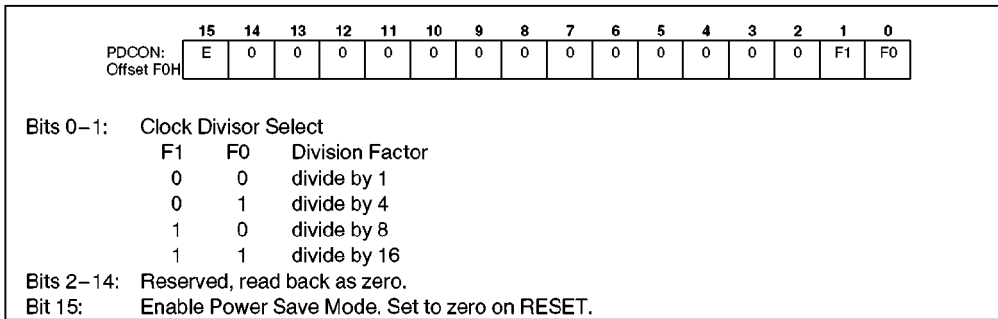 15 14 13 12 11 10 9 8 7 6 5 4 3 2 1 0
PDCON: E 0 0 0 0 0 0 0 0 0 0 0 0 0 F1 F0
Offset F0H
Bits 0–1: Clock Divisor Select
F1 F0 Division Factor
0 0 divide by 1
0 1 divide by 4
1 0 divide by 8
1 1 divide by 16
Bits 2–14: Reserved, read back as zero.
Bit 15: Enable Power Save Mode. Set to zero on RESET.